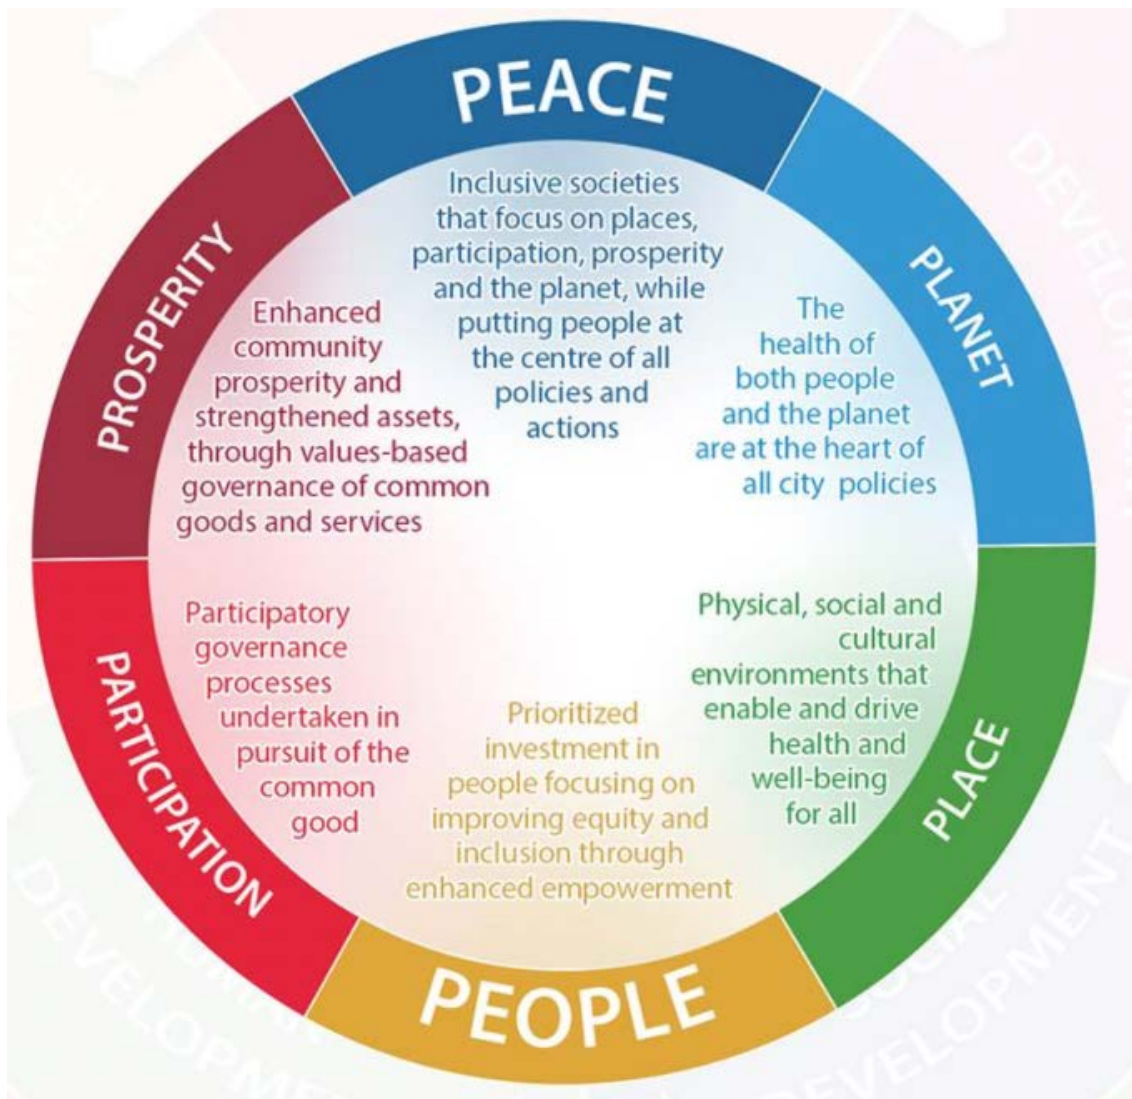 PEACE
Inclusive societies
that focus on places,
participation, prosperity
and the planet, while
putting people at
the centre of all
policies and
actions
PLANET
The
health of
both people
and the planet
are at the heart of
all city policies
PLACE
Physical, social and
cultural
environments that
enable and drive
health and
well-being
for all
PEOPLE
Prioritized
investment in
people focusing on
improving equity and
inclusion through
enhanced empowerment
PARTICIPATION
Participatory
governance
processes
undertaken in
pursuit of the
common
good
PROSPERITY
Enhanced
community
prosperity and
strengthened assets,
through values-based
governance of common
goods and services
SOCIAL
DEVELOPMENT